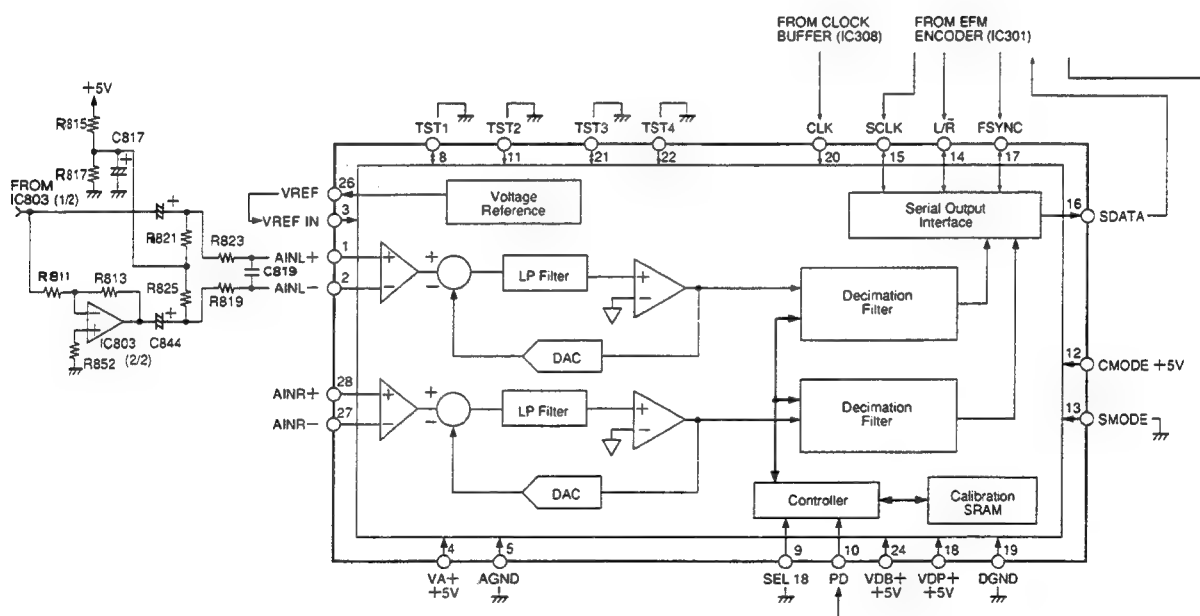 FROM CLOCK
BUFFER (IC308)
FROM EFM
ENCODER (IC301)
+5V
R815
C817
+
R817
FROM
IC803 (1/2)
+
R821
R823
C819
R811
R813
R825
R819
+
IC803
(2/2)
C844
R852
TST1
TST2
TST3
TST4
CLK
SCLK
L/R̄
FSYNC
8
11
21
22
20
15
14
17
VREF
26
VREF IN
3
Voltage
Reference
Serial Output
Interface
16
SDATA
AINL+
1
AINL−
2
+
−
+
−
LP Filter
+
−
DAC
Decimation
Filter
12
CMODE +5V
AINR+
28
AINR−
27
+
−
+
−
LP Filter
+
−
DAC
Decimation
Filter
13
SMODE
Controller
Calibration
SRAM
4
5
9
10
24
18
19
VA+
+5V
AGND
SEL 18
PD
VDB+
+5V
VDP+
+5V
DGND